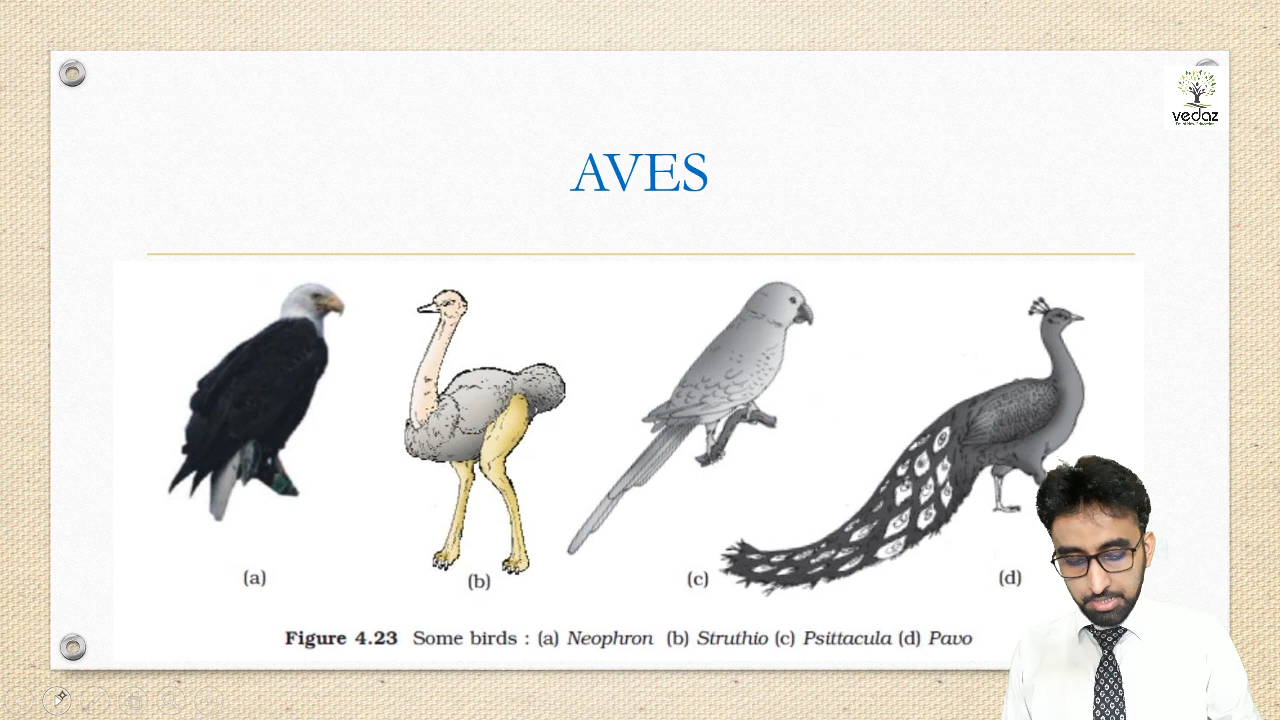 vedaz
AVES
(a)
(b)
(c)
(d)
Figure 4.23 Some birds : (a) Neophron (b) Struthio (c) Psittacula (d) Pavo